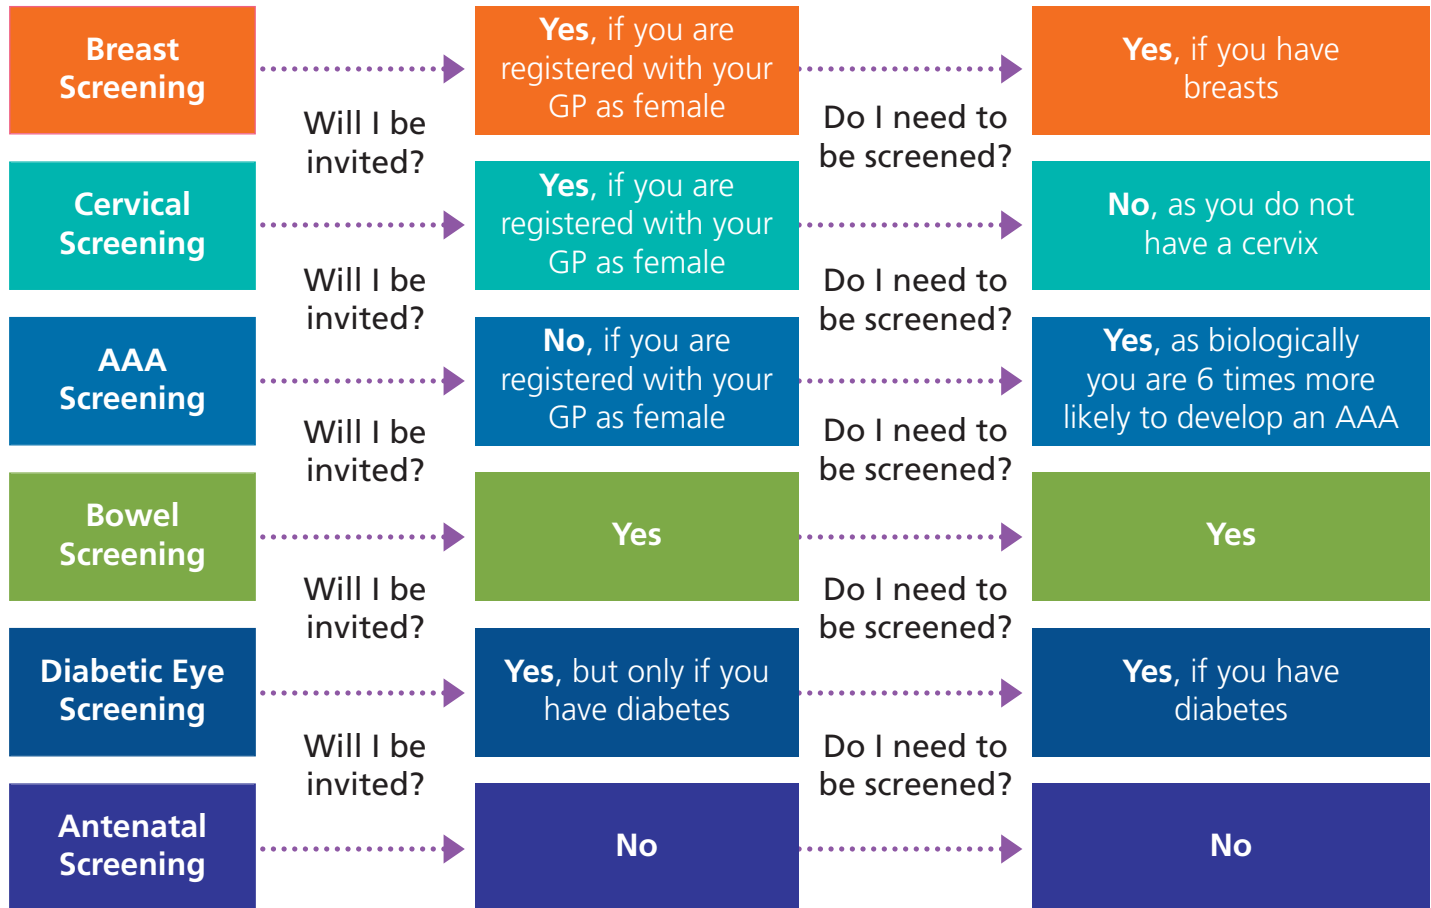 Breast
Screening
Will I be
invited?
Yes, if you are
registered with your
GP as female
Do I need to
be screened?
Yes, if you have
breasts
Cervical
Screening
Will I be
invited?
Yes, if you are
registered with your
GP as female
Do I need to
be screened?
No, as you do not
have a cervix
AAA
Screening
Will I be
invited?
No, if you are
registered with your
GP as female
Do I need to
be screened?
Yes, as biologically
you are 6 times more
likely to develop an AAA
Bowel
Screening
Will I be
invited?
Yes
Do I need to
be screened?
Yes
Diabetic Eye
Screening
Will I be
invited?
Yes, but only if you
have diabetes
Do I need to
be screened?
Yes, if you have
diabetes
Antenatal
Screening
No
No